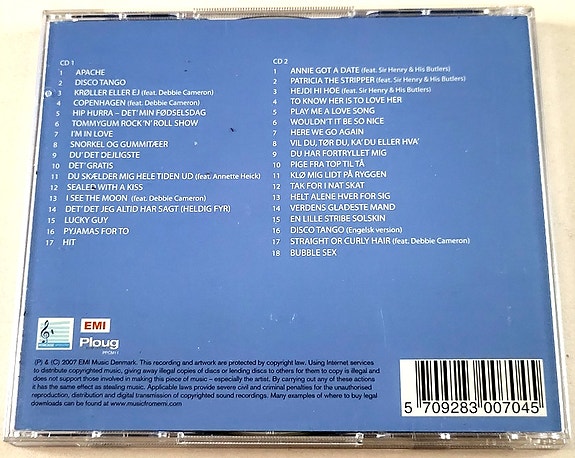 CD 1
1 APACHE
2 DISCO TANGO
3 KRØLLER ELLER EJ (feat. Debbie Cameron)
4 COPENHAGEN (feat. Debbie Cameron)
5 HIP HURRA – DET' MIN FØDSELSDAG
6 TOMMYGUM ROCK'N'ROLL SHOW
7 I'M IN LOVE
8 SNORKEL OG GUMMITÆER
9 DU' DET DEJLIGSTE
10 DET' GRATIS
11 DU SKÆLDER MIG HELE TIDEN UD (feat. Annette Heick)
12 SEALED WITH A KISS
13 I SEE THE MOON (feat. Debbie Cameron)
14 DET' DET JEG ALTID HAR SAGT (HELDIG FYR)
15 LUCKY GUY
16 PYJAMAS FOR TO
17 HIT
CD 2
1 ANNIE GOT A DATE (feat. Sir Henry & His Butlers)
2 PATRICIA THE STRIPPER (feat. Sir Henry & His Butlers)
3 HEJDI HI HOE (feat. Sir Henry & His Butlers)
4 TO KNOW HER IS TO LOVE HER
5 PLAY ME A LOVE SONG
6 WOULDN'T IT BE SO NICE
7 HERE WE GO AGAIN
8 VIL DU, TØR DU, KA' DU ELLER HVA'
9 DU HAR FORTRYLLET MIG
10 PIGE FRA TOP TIL TÅ
11 KLØ MIG LIDT PÅ RYGGEN
12 TAK FOR I NAT SKAT
13 HELT ALENE HVER FOR SIG
14 VERDENS GLADESTE MAND
15 EN LILLE STRIBE SOLSKIN
16 DISCO TANGO (Engelsk version)
17 STRAIGHT OR CURLY HAIR (feat. Debbie Cameron)
18 BUBBLE SEX
EMI
Ploug
PPCM11
(P) & (C) 2007 EMI Music Denmark. This recording and artwork are protected by copyright law. Using Internet services
to distribute copyrighted music, giving away illegal copies of discs or lending discs to others for them to copy is illegal and
does not support those involved in making this piece of music – especially the artist. By carrying out any of these actions
it has the same effect as stealing music. Applicable laws provide severe civil and criminal penalties for the unauthorised
reproduction, distribution and digital transmission of copyrighted sound recordings. Many examples of where to buy legal
downloads can be found at www.musicfromemi.com
5 709283 007045